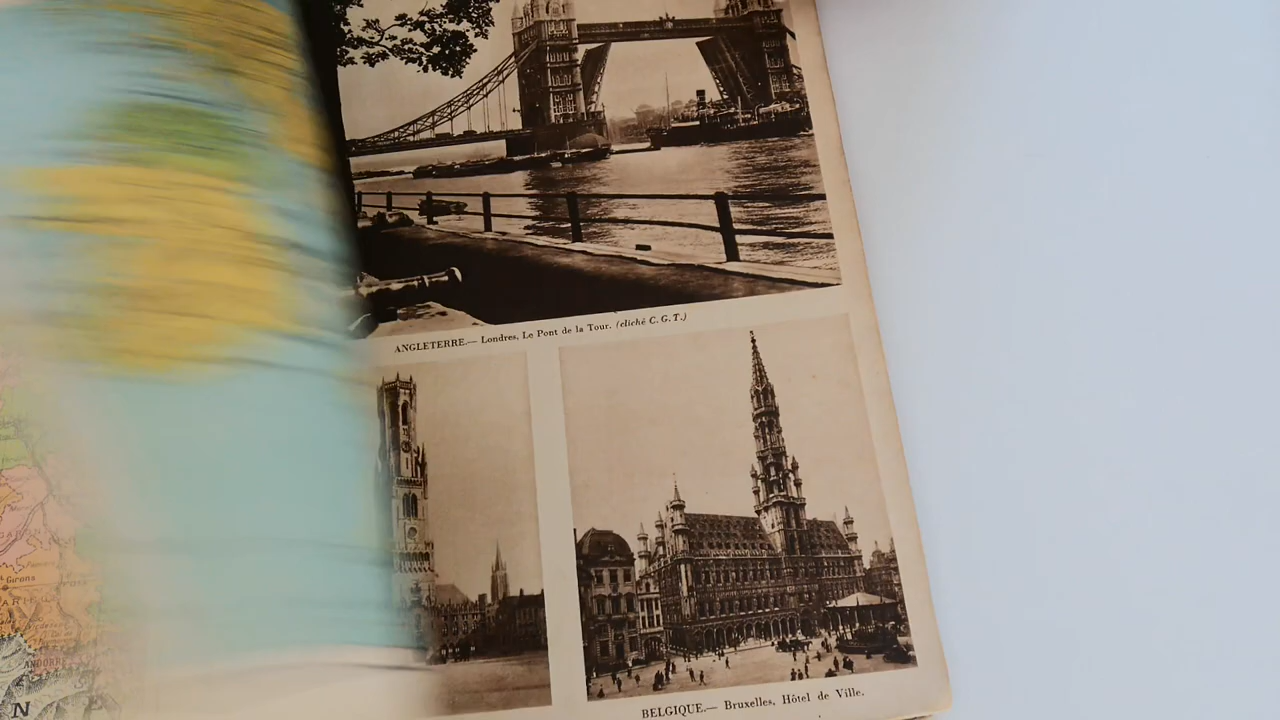 ANGLETERRE.— Londres, Le Pont de la Tour. (cliché C. G. T.)
BELGIQUE.— Bruxelles, Hôtel de Ville.
Girons
ANDORRE
N